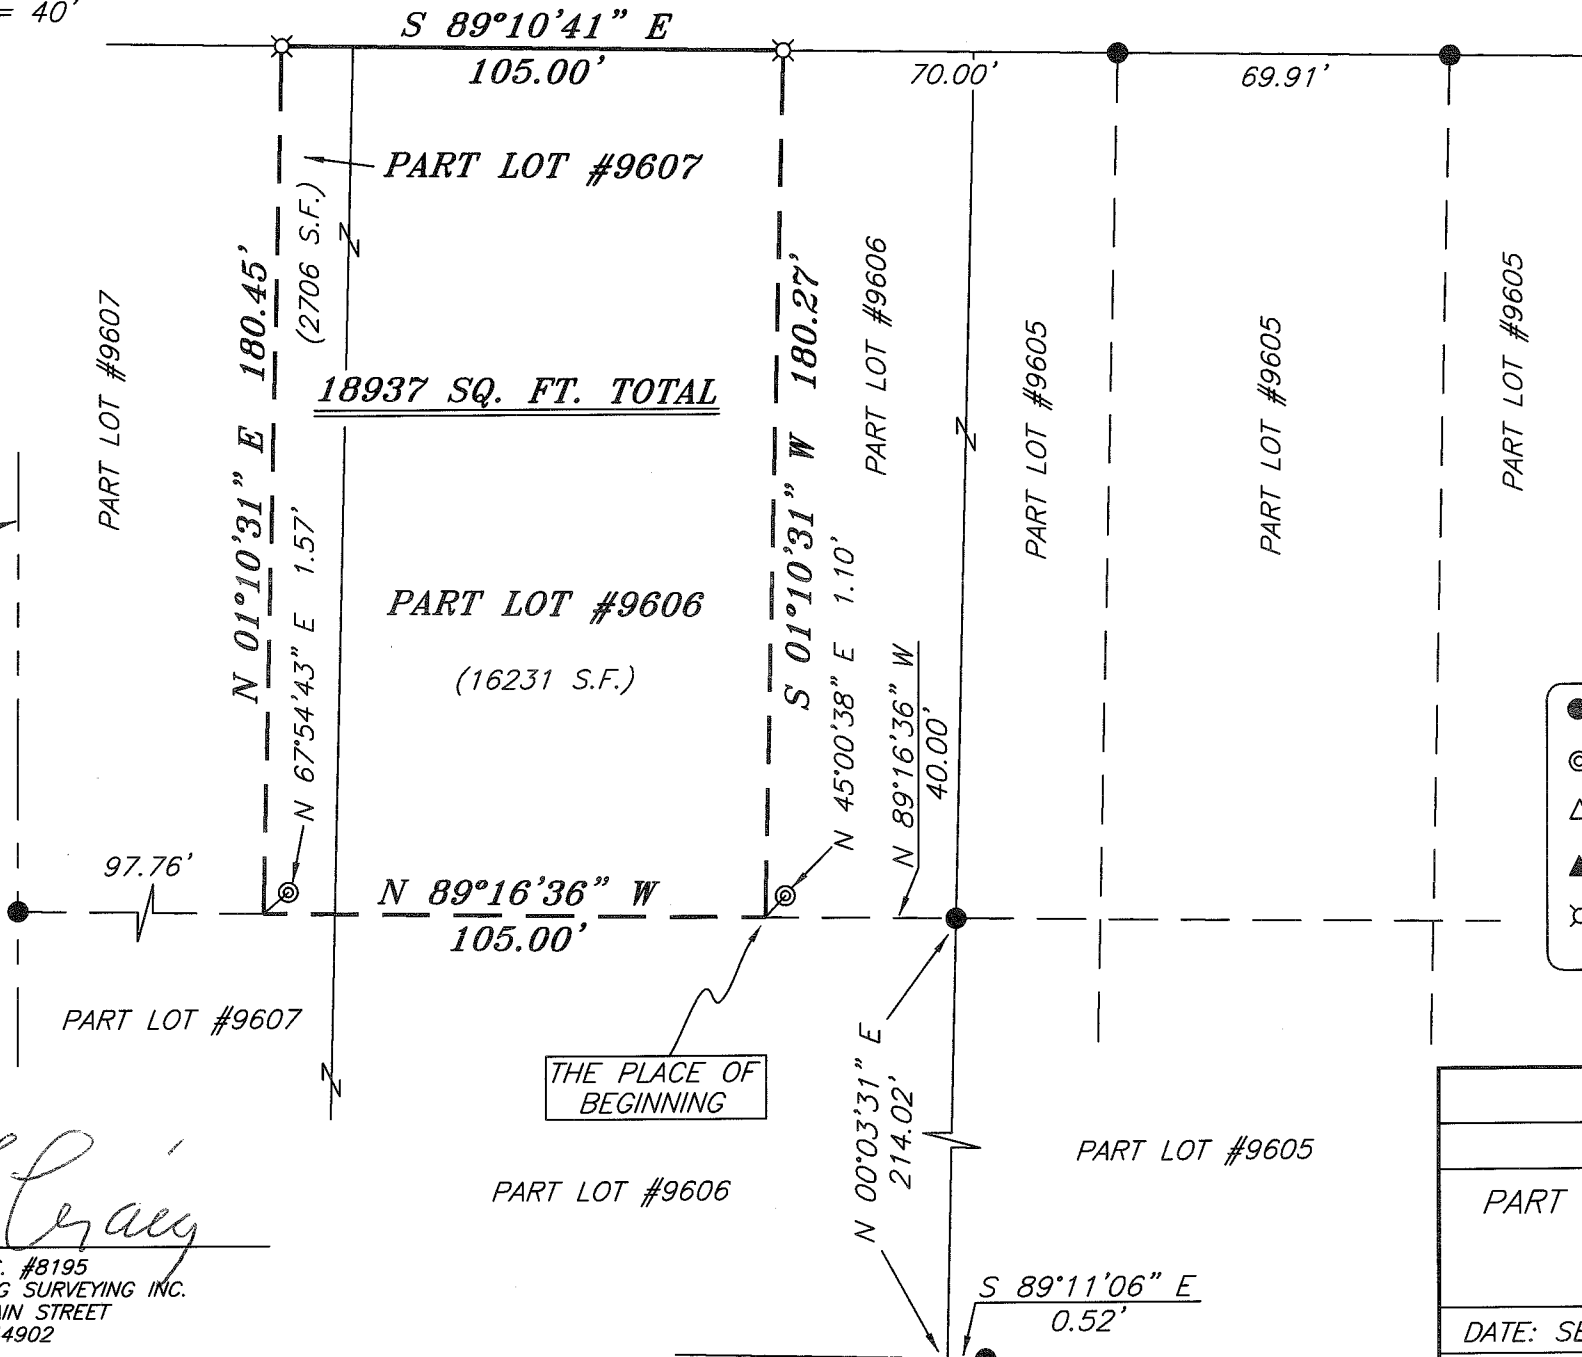 = 40'
S 89°10'41" E
105.00'
70.00'
69.91'
PART LOT #9607
(2706 S.F.)
N 01°10'31" E 180.45'
S 01°10'31" W 180.27'
PART LOT #9607
PART LOT #9606
PART LOT #9605
PART LOT #9605
PART LOT #9605
18937 SQ. FT. TOTAL
N 67°54'43" E 1.57'
PART LOT #9606
(16231 S.F.)
N 45°00'38" E 1.10'
N 89°16'36" W
40.00'
97.76'
N 89°16'36" W
105.00'
PART LOT #9607
THE PLACE OF
BEGINNING
N 00°03'31" E
214.02'
PART LOT #9606
PART LOT #9605
PART
Craig
#8195
G SURVEYING INC.
AIN STREET
4902
S 89°11'06" E
0.52'
DATE: SE